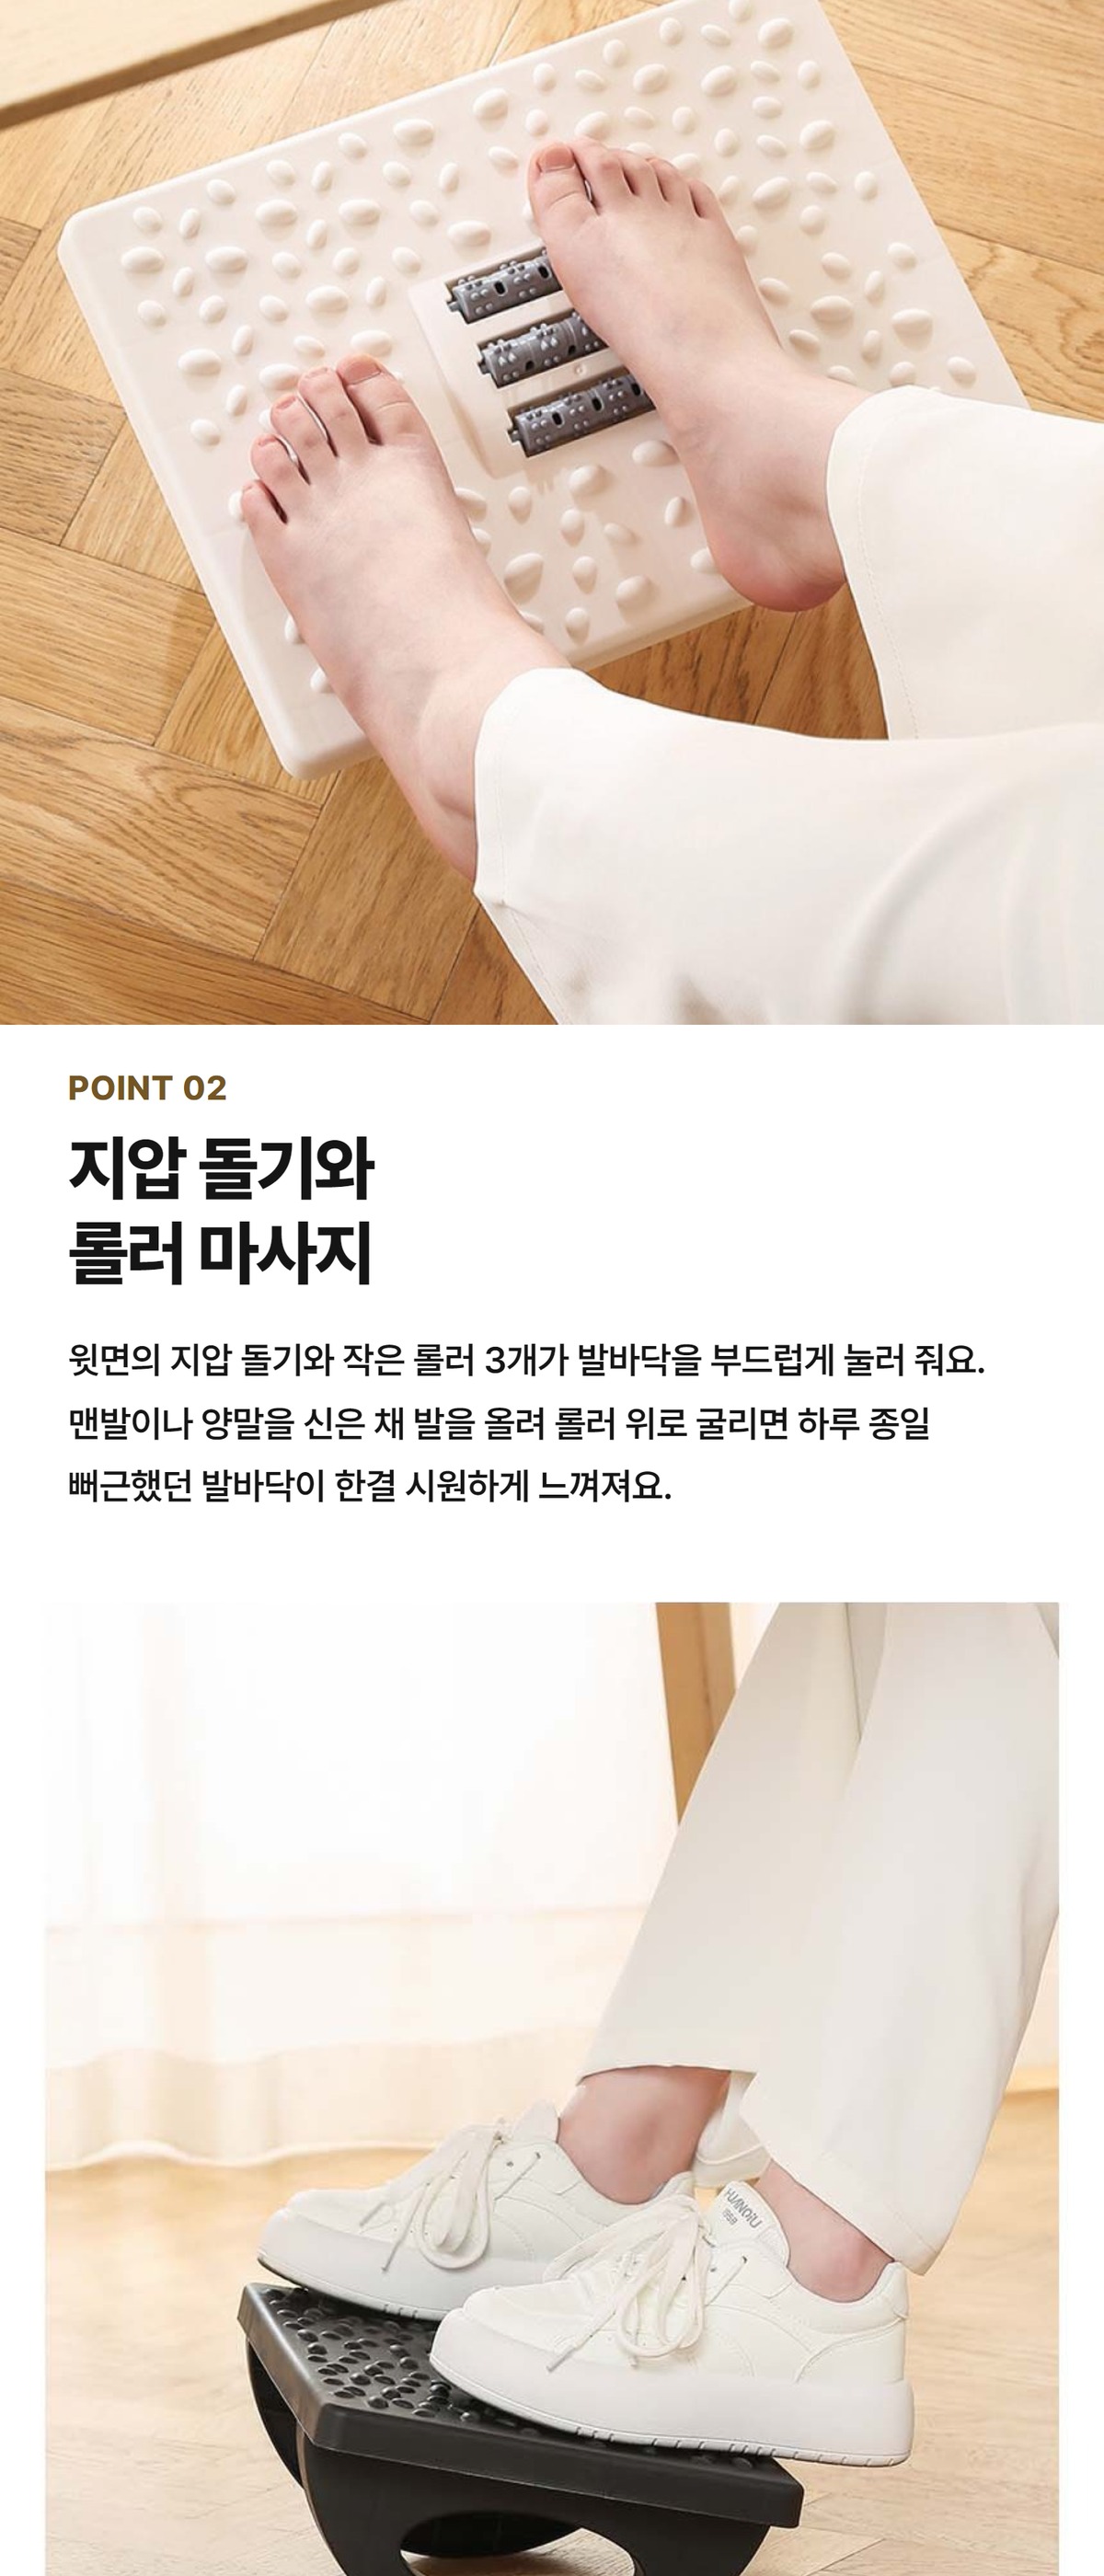 POINT 02
지압 돌기와
롤러 마사지
윗면의 지압 돌기와 작은 롤러 3개가 발바닥을 부드럽게 눌러 줘요.
맨발이나 양말을 신은 채 발을 올려 롤러 위로 굴리면 하루 종일
뻐근했던 발바닥이 한결 시원하게 느껴져요.
HUANQIU